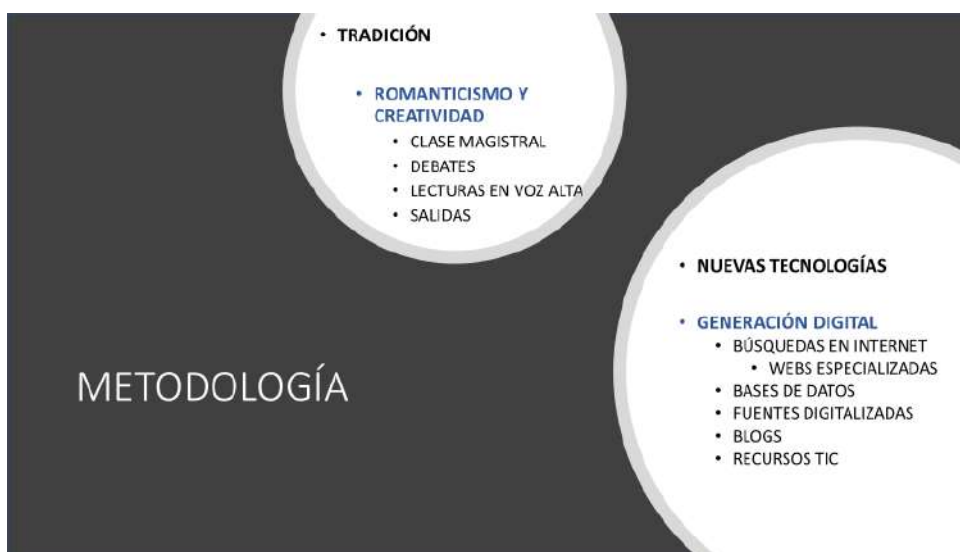 • TRADICIÓN
• ROMANTICISMO Y
CREATIVIDAD
• CLASE MAGISTRAL
• DEBATES
• LECTURAS EN VOZ ALTA
• SALIDAS
METODOLOGÍA
• NUEVAS TECNOLOGÍAS
• GENERACIÓN DIGITAL
• BÚSQUEDAS EN INTERNET
• WEBS ESPECIALIZADAS
• BASES DE DATOS
• FUENTES DIGITALIZADAS
• BLOGS
• RECURSOS TIC